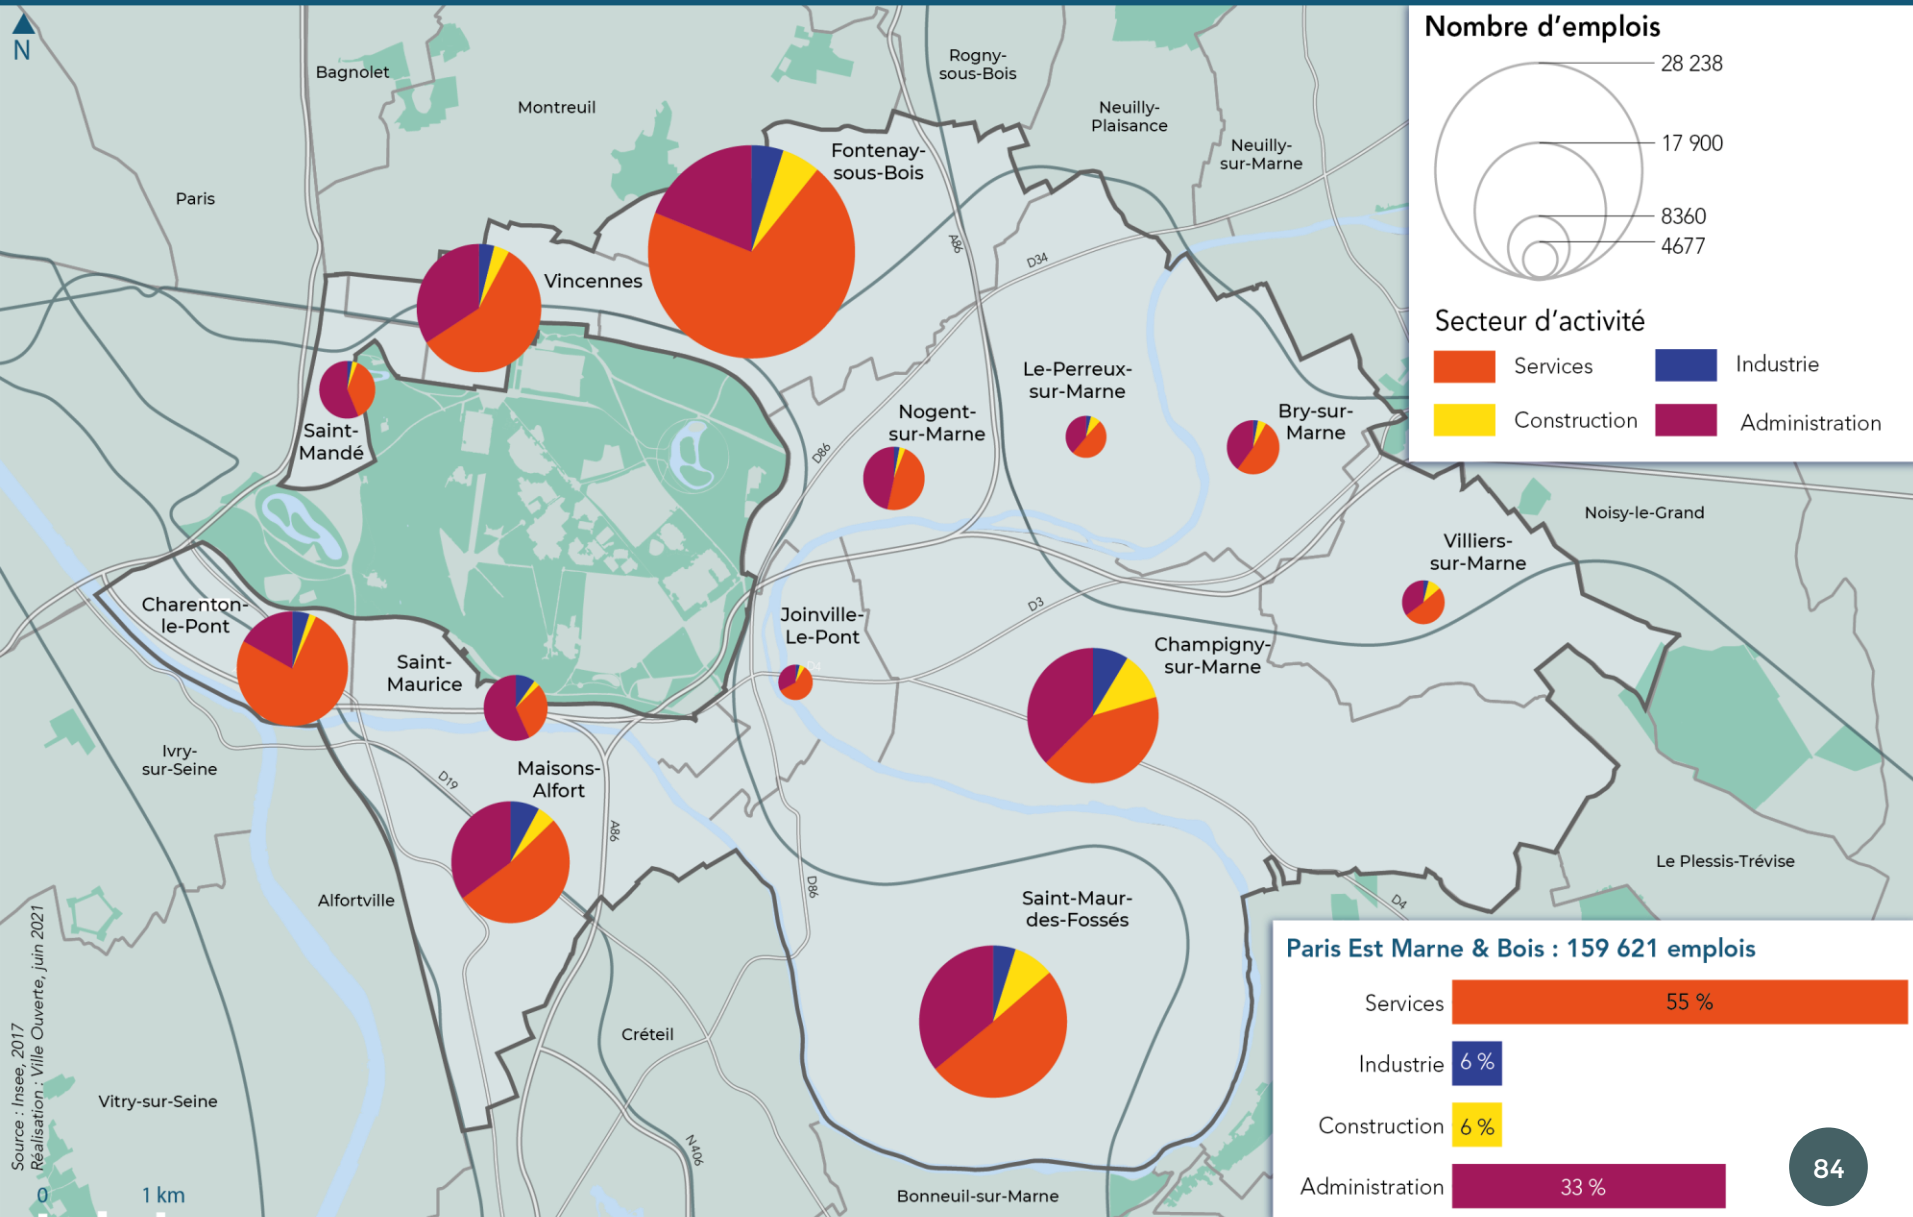 N
Bagnolet
Montreuil
Paris
Rogny-
sous-Bois
Neuilly-
Plaisance
Neuilly-
sur-Marne
Fontenay-
sous-Bois
Vincennes
A86
D34
Saint-
Mandé
D86
Nogent-
sur-Marne
Le-Perreux-
sur-Marne
Bry-sur-
Marne
Noisy-le-Grand
Villiers-
sur-Marne
Charenton-
le-Pont
Saint-
Maurice
Joinville-
Le-Pont
D4
D3
Champigny-
sur-Marne
Ivry-
sur-Seine
D19
Maisons-
Alfort
A86
D86
Alfortville
Saint-Maur-
des-Fossés
Le Plessis-Trévise
D4
Créteil
Vitry-sur-Seine
N406
Bonneuil-sur-Marne
Source : Insee, 2017
Réalisation : Ville Ouverte, juin 2021
0 1 km
Nombre d'emplois
28 238
17 900
8360
4677
Secteur d'activité
Services
Industrie
Construction
Administration
Paris Est Marne & Bois : 159 621 emplois
Services 55 %
Industrie 6 %
Construction 6 %
Administration 33 %
84